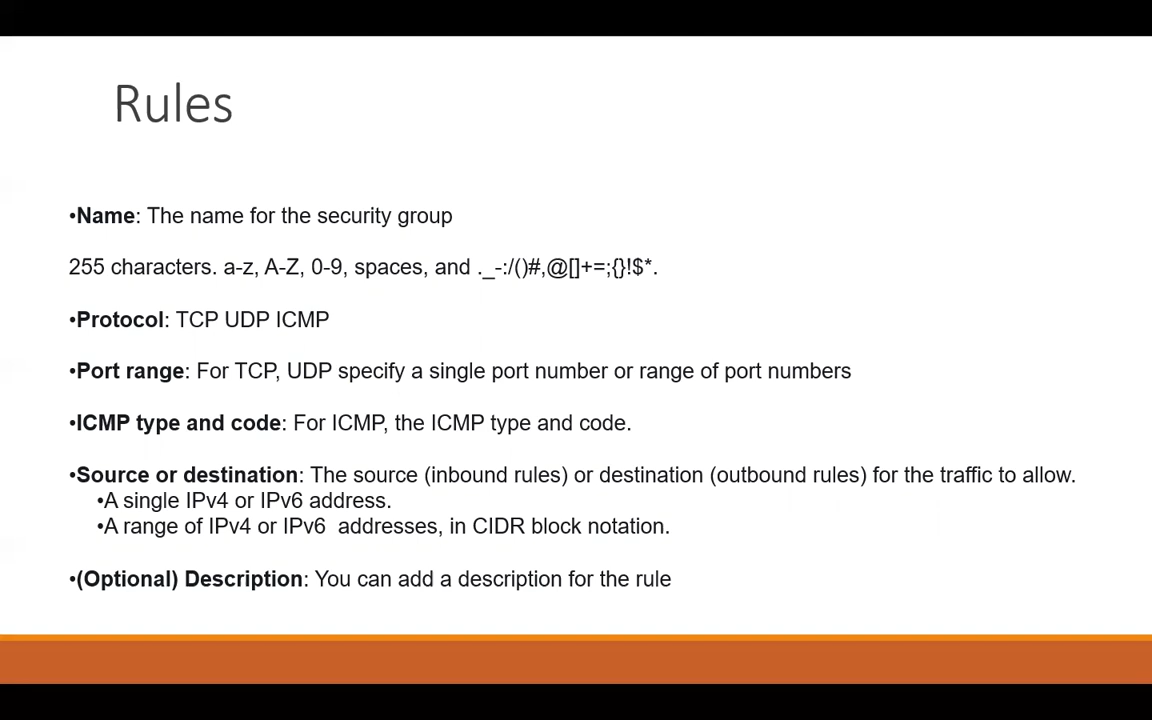 Rules
•Name: The name for the security group
255 characters. a-z, A-Z, 0-9, spaces, and ._-:/()#,@[]+=;{}!$*.
•Protocol: TCP UDP ICMP
•Port range: For TCP, UDP specify a single port number or range of port numbers
•ICMP type and code: For ICMP, the ICMP type and code.
•Source or destination: The source (inbound rules) or destination (outbound rules) for the traffic to allow.
•A single IPv4 or IPv6 address.
•A range of IPv4 or IPv6  addresses, in CIDR block notation.
•(Optional) Description: You can add a description for the rule